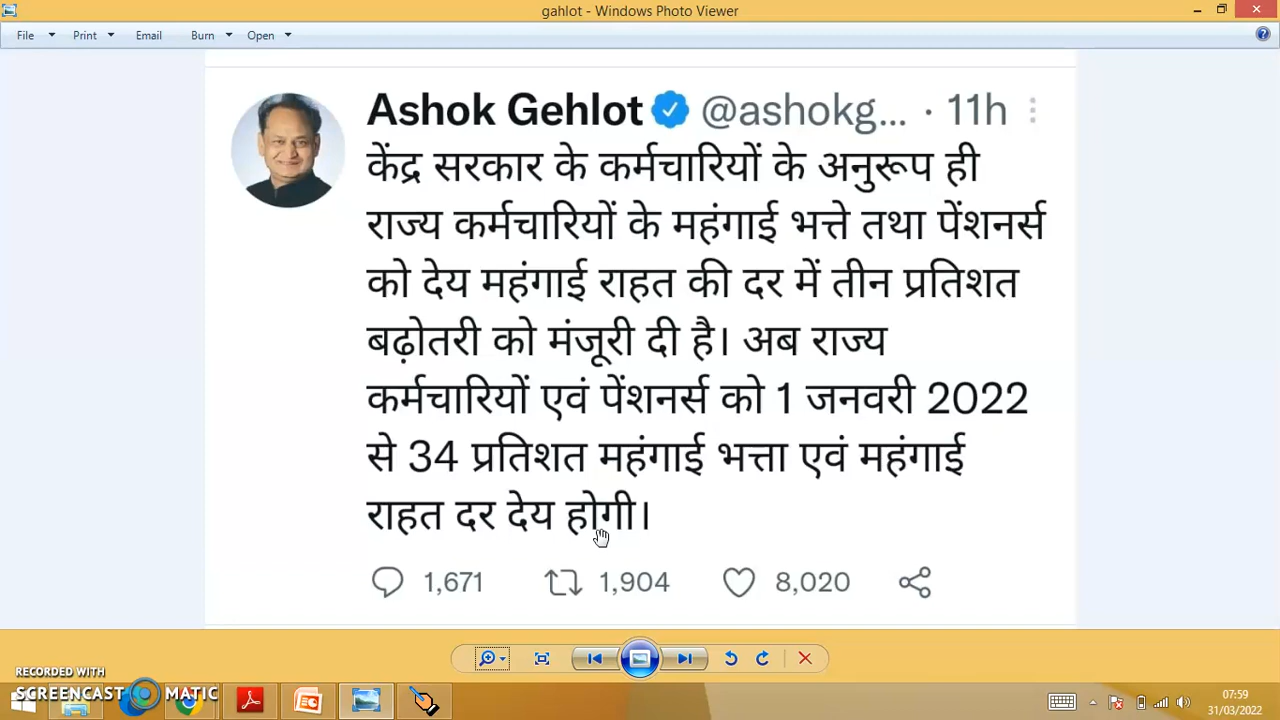 gahlot - Windows Photo Viewer
File Print Email Burn Open
Ashok Gehlot @ashokg... · 11h
केंद्र सरकार के कर्मचारियों के अनुरूप ही
राज्य कर्मचारियों के महंगाई भत्ते तथा पेंशनर्स
को देय महंगाई राहत की दर में तीन प्रतिशत
बढ़ोतरी को मंजूरी दी है। अब राज्य
कर्मचारियों एवं पेंशनर्स को 1 जनवरी 2022
से 34 प्रतिशत महंगाई भत्ता एवं महंगाई
राहत दर देय होगी।
1,671 1,904 8,020
RECORDED WITH
SCREENCAST MATIC
07:59
31/03/2022